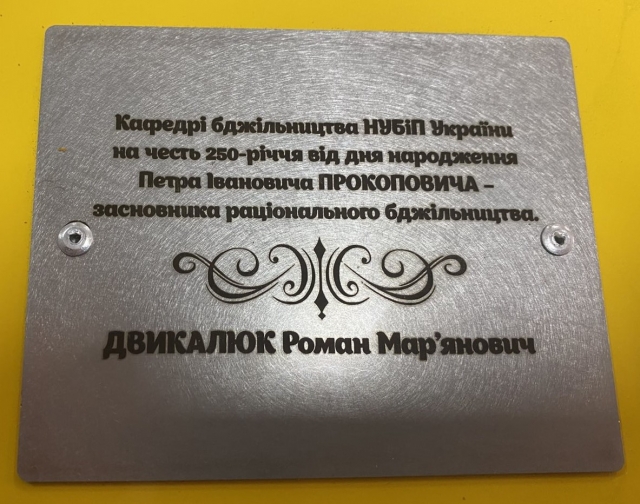 Кафедрі бджільництва НУБіП України
на честь 250-річчя від дня народження
Петра Івановича ПРОКОПОВИЧА –
засновника раціонального бджільництва.
ДВИКАЛЮК Роман Мар’янович